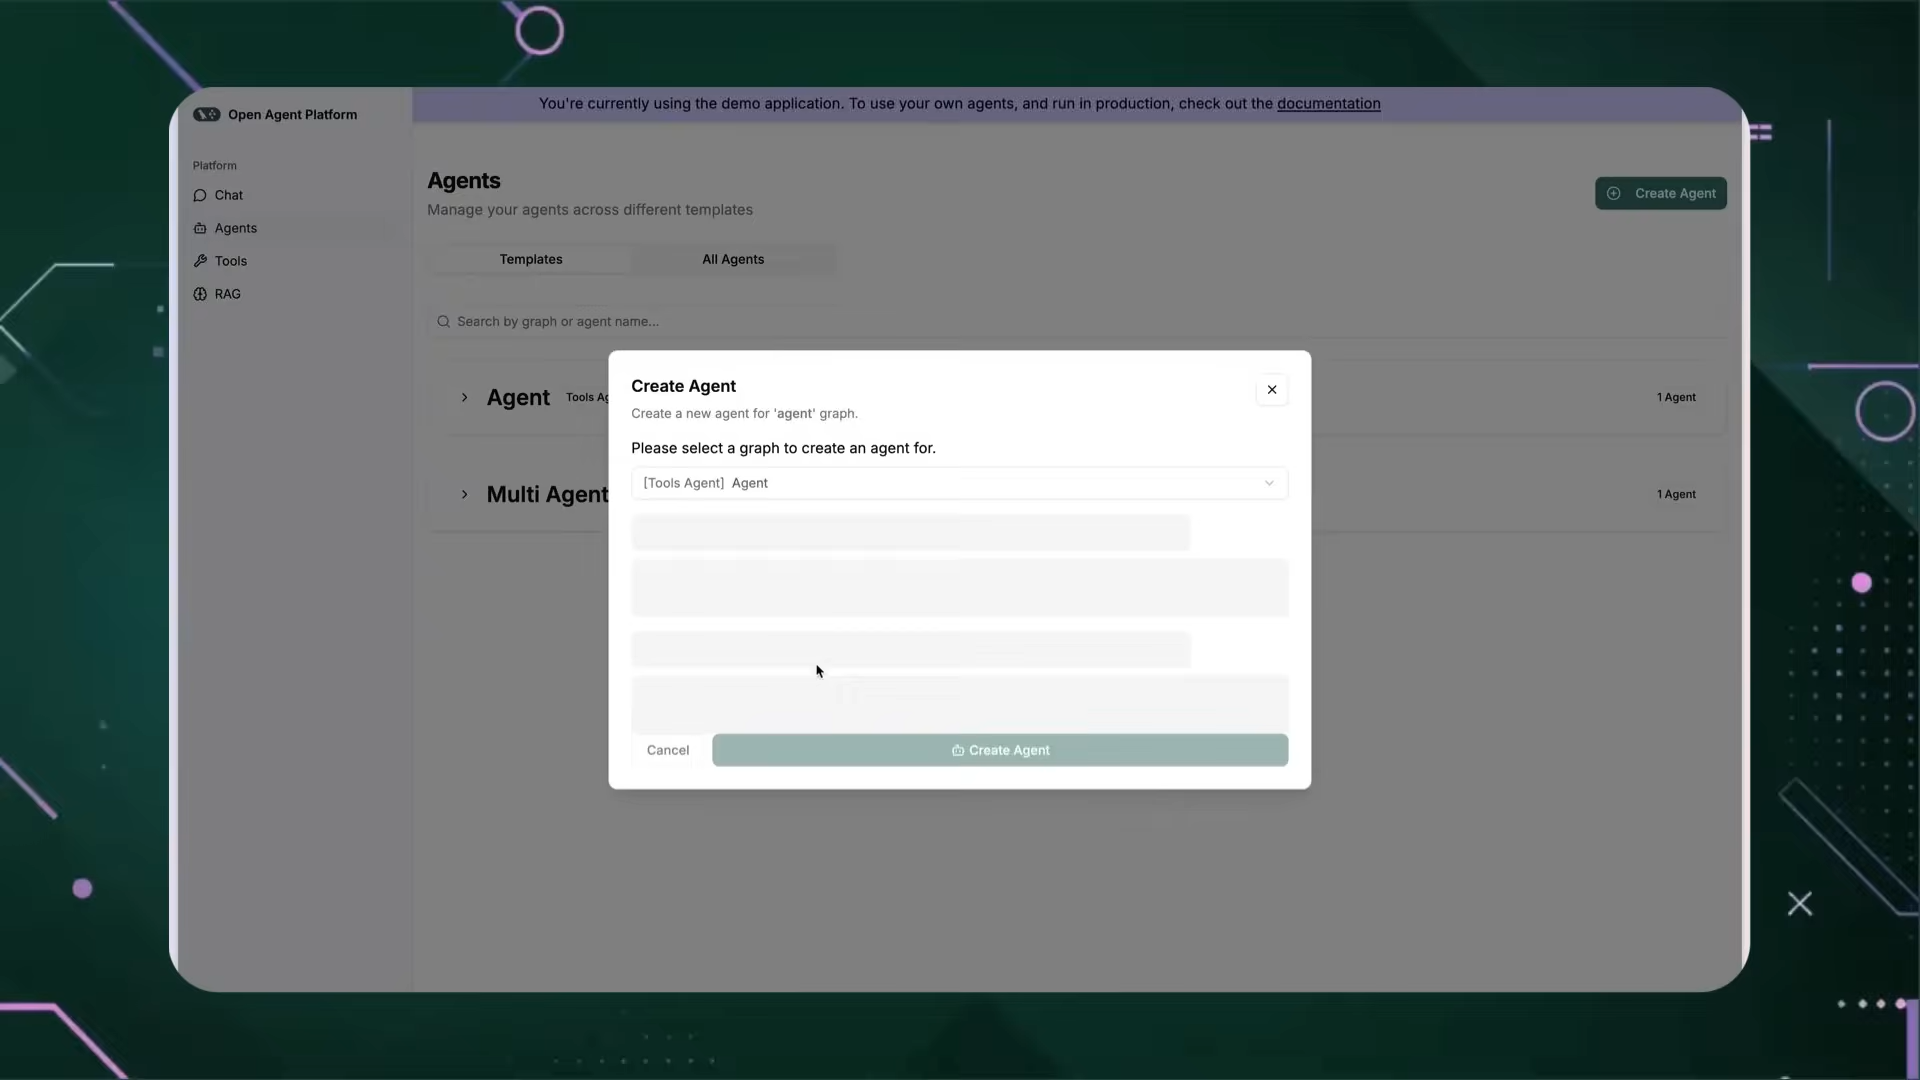 Open Agent Platform
You're currently using the demo application. To use your own agents, and run in production, check out the documentation
Platform
Chat
Agents
Tools
RAG
Agents
Manage your agents across different templates
Create Agent
Templates
All Agents
Search by graph or agent name...
Agent
Tools Ag
1 Agent
Multi Agent
1 Agent
Create Agent
Create a new agent for 'agent' graph.
Please select a graph to create an agent for.
[Tools Agent] Agent
Cancel
Create Agent